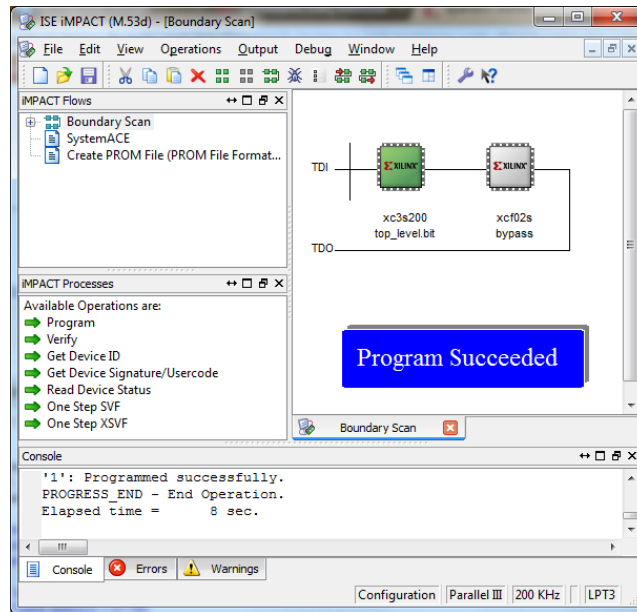 ISE iMPACT (M.53d) - [Boundary Scan]
File Edit View Operations Output Debug Window Help
iMPACT Flows
Boundary Scan
SystemACE
Create PROM File (PROM File Format...
TDI
XILINX
XILINX
xc3s200
top_level.bit
xcf02s
bypass
TDO
iMPACT Processes
Available Operations are:
Program
Verify
Get Device ID
Get Device Signature/Usercode
Read Device Status
One Step SVF
One Step XSVF
Program Succeeded
Boundary Scan
Console
'1': Programmed successfully.
PROGRESS_END - End Operation.
Elapsed time =      8 sec.
Console Errors Warnings
Configuration Parallel III 200 KHz LPT3